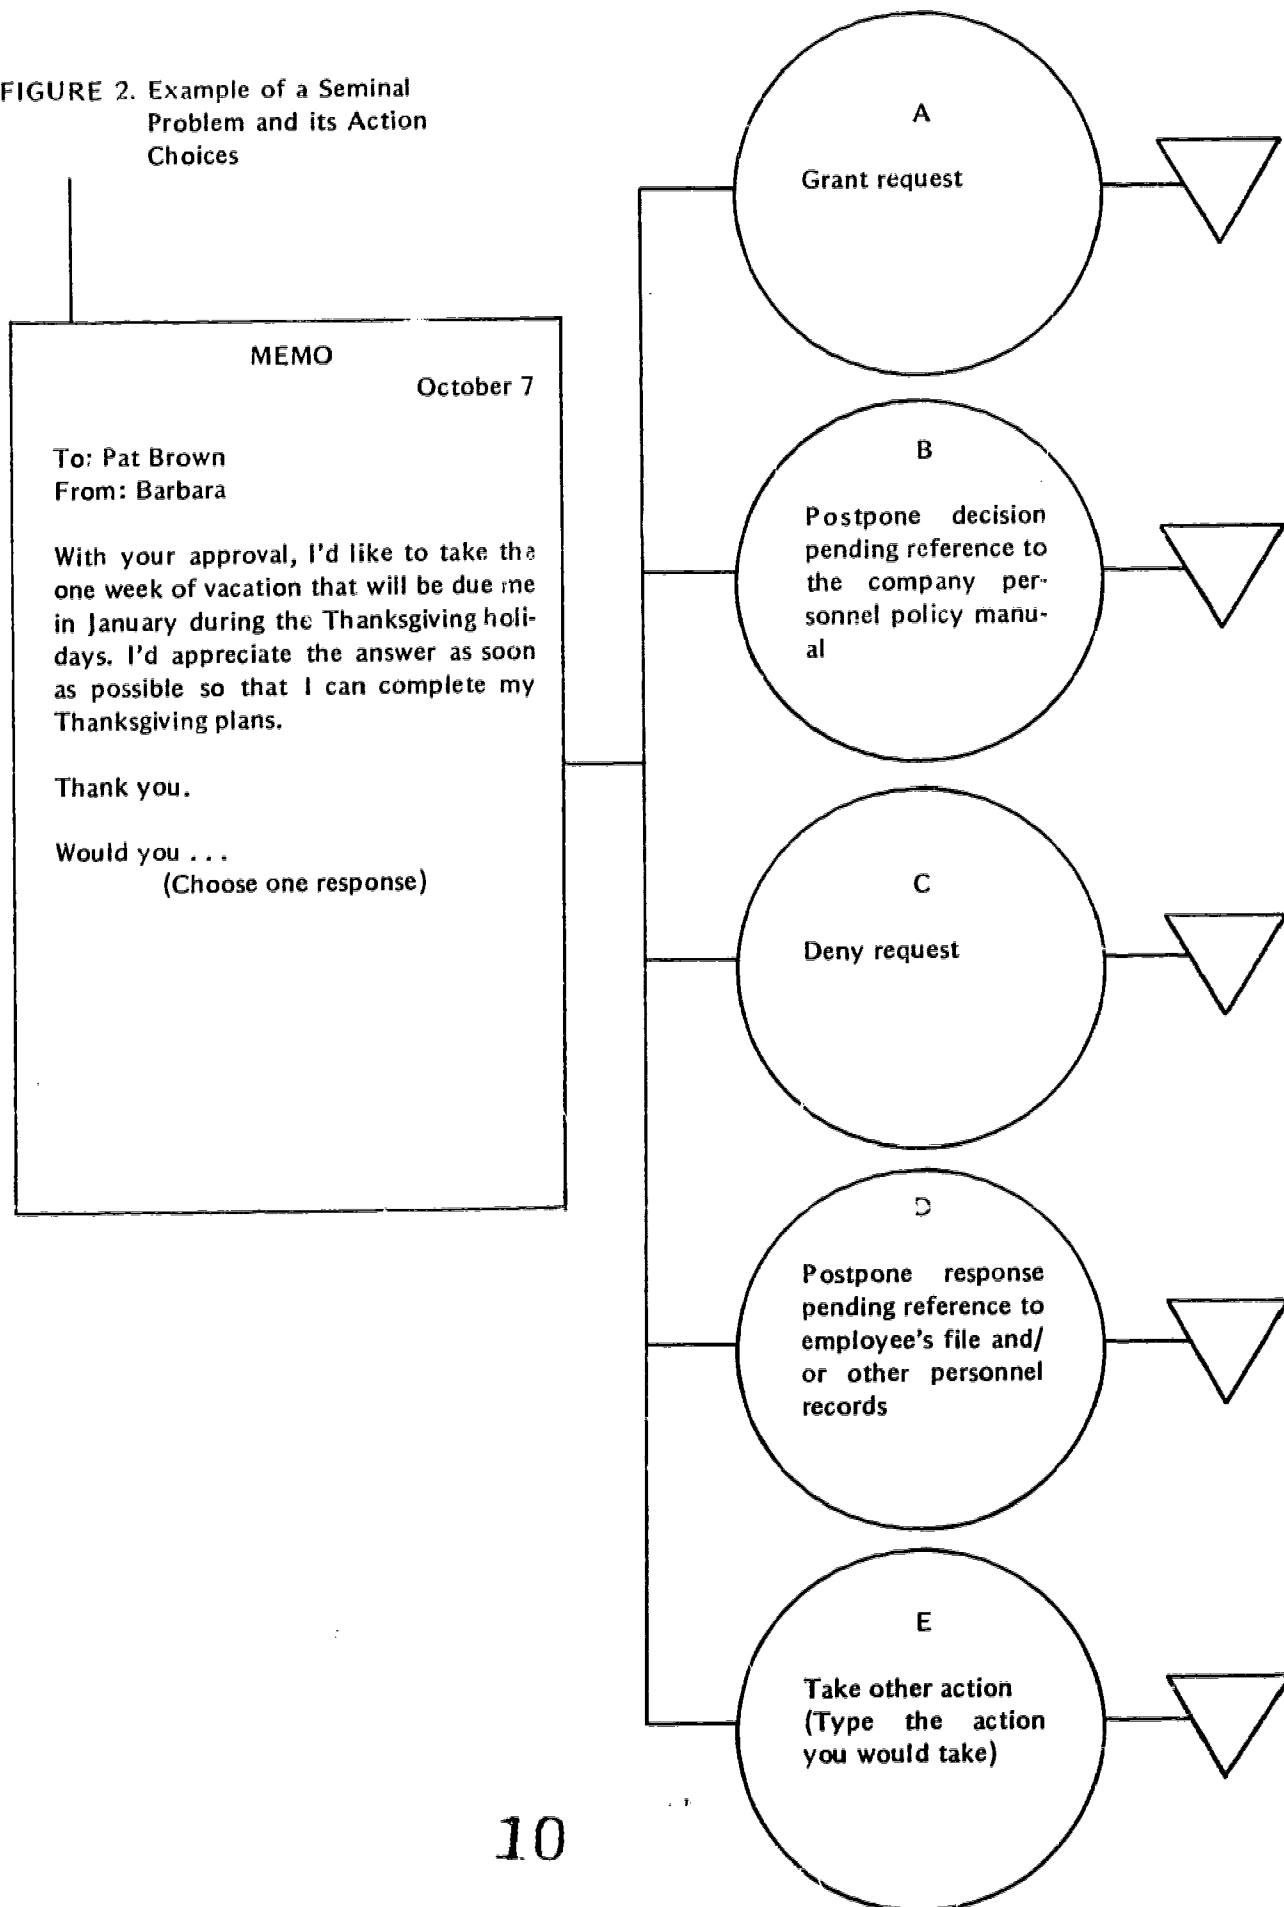 FIGURE 2. Example of a Seminal
Problem and its Action
Choices
MEMO
October 7
To: Pat Brown
From: Barbara
With your approval, I'd like to take the
one week of vacation that will be due me
in January during the Thanksgiving holi-
days. I'd appreciate the answer as soon
as possible so that I can complete my
Thanksgiving plans.
Thank you.
Would you ...
(Choose one response)
A
Grant request
B
Postpone decision
pending reference to
the company per-
sonnel policy manu-
al
C
Deny request
D
Postpone response
pending reference to
employee's file and/
or other personnel
records
E
Take other action
(Type the action
you would take)
10